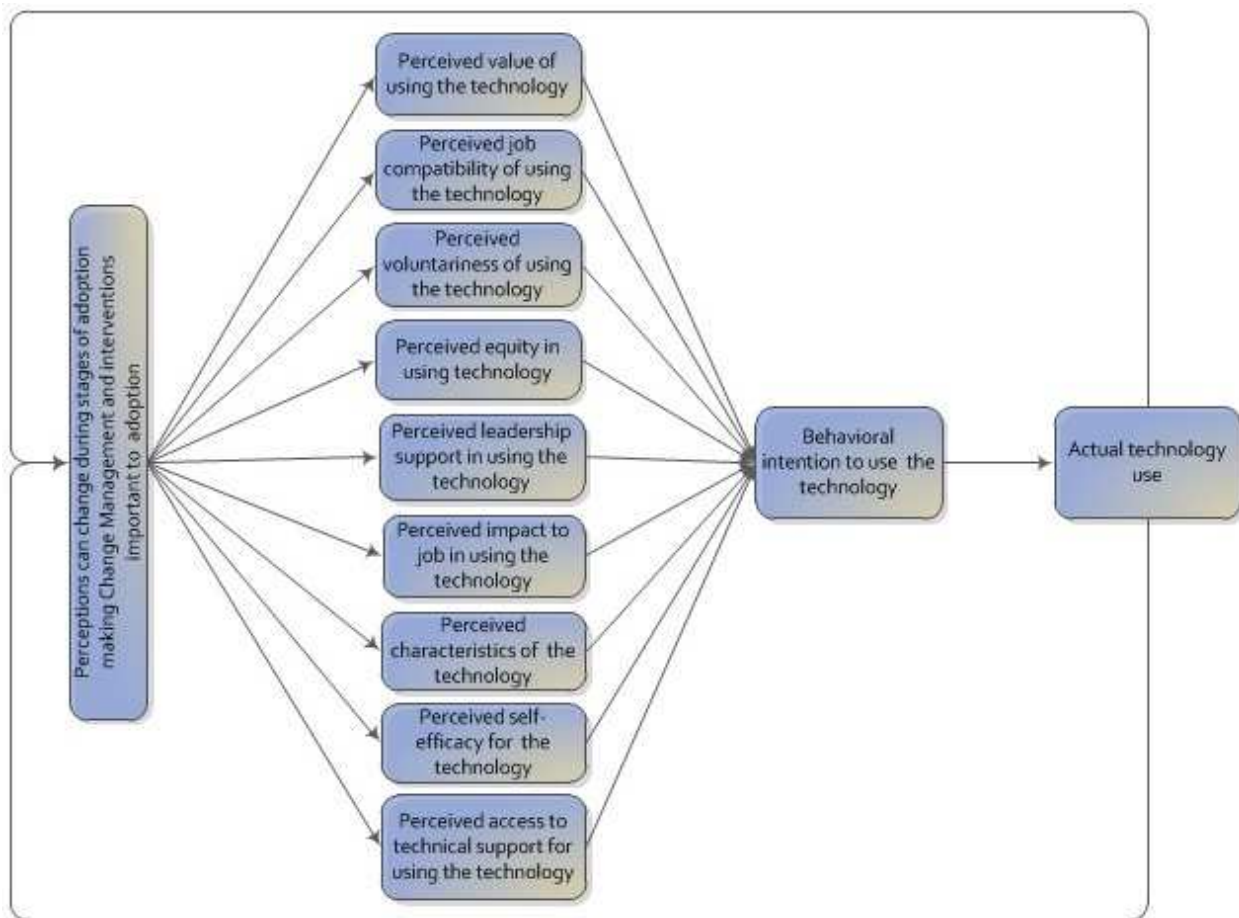 Perceptions can change during stages of adoption
making Change Management and interventions
important to adoption
Perceived value of
using the technology
Perceived job
compatibility of using
the technology
Perceived
voluntariness of using
the technology
Perceived equity in
using technology
Perceived leadership
support in using the
technology
Perceived impact to
job in using the
technology
Perceived
characteristics of the
technology
Perceived self-
efficacy for the
technology
Perceived access to
technical support for
using the technology
Behavioral
intention to use the
technology
Actual technology
use